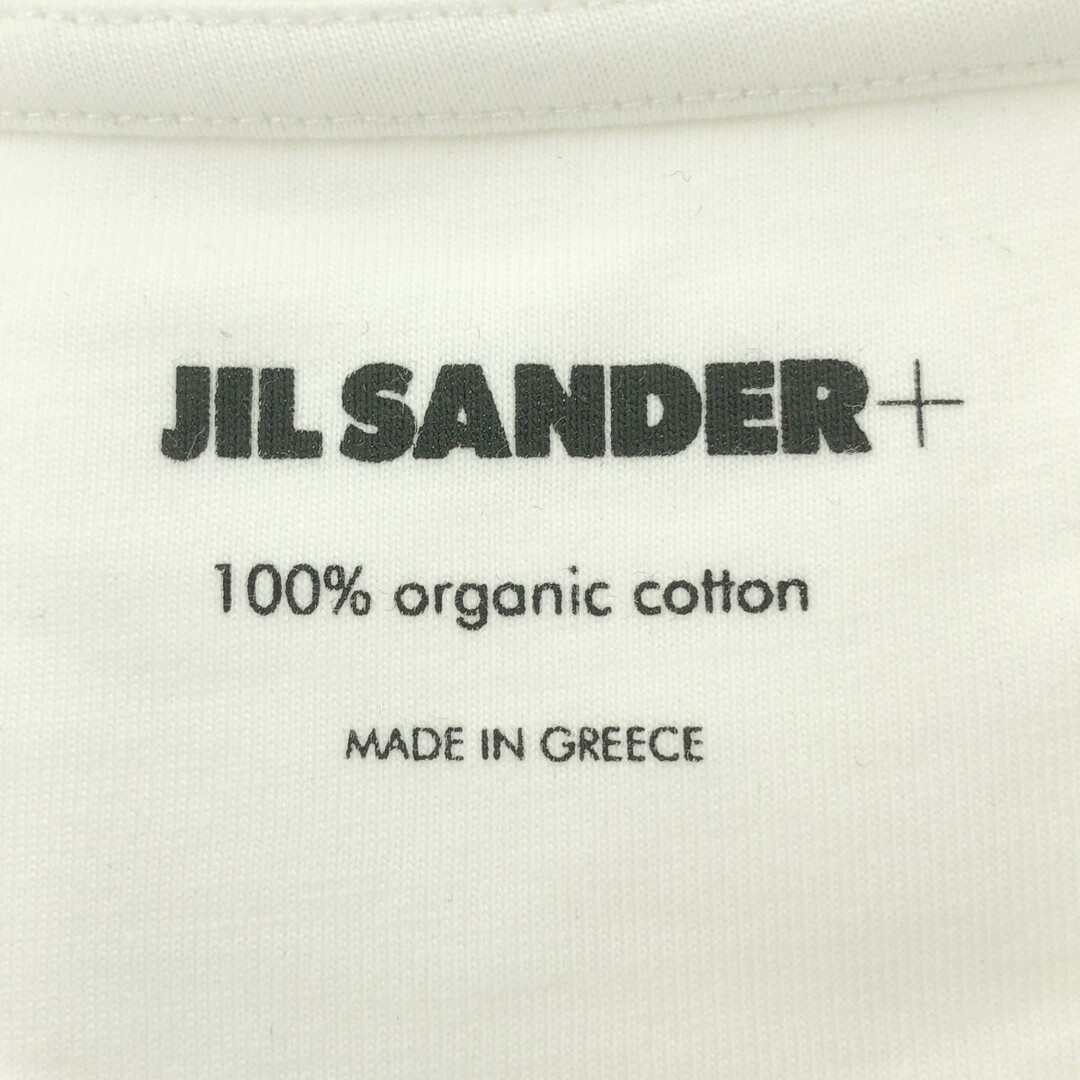 JIL SANDER+
100% organic cotton
MADE IN GREECE